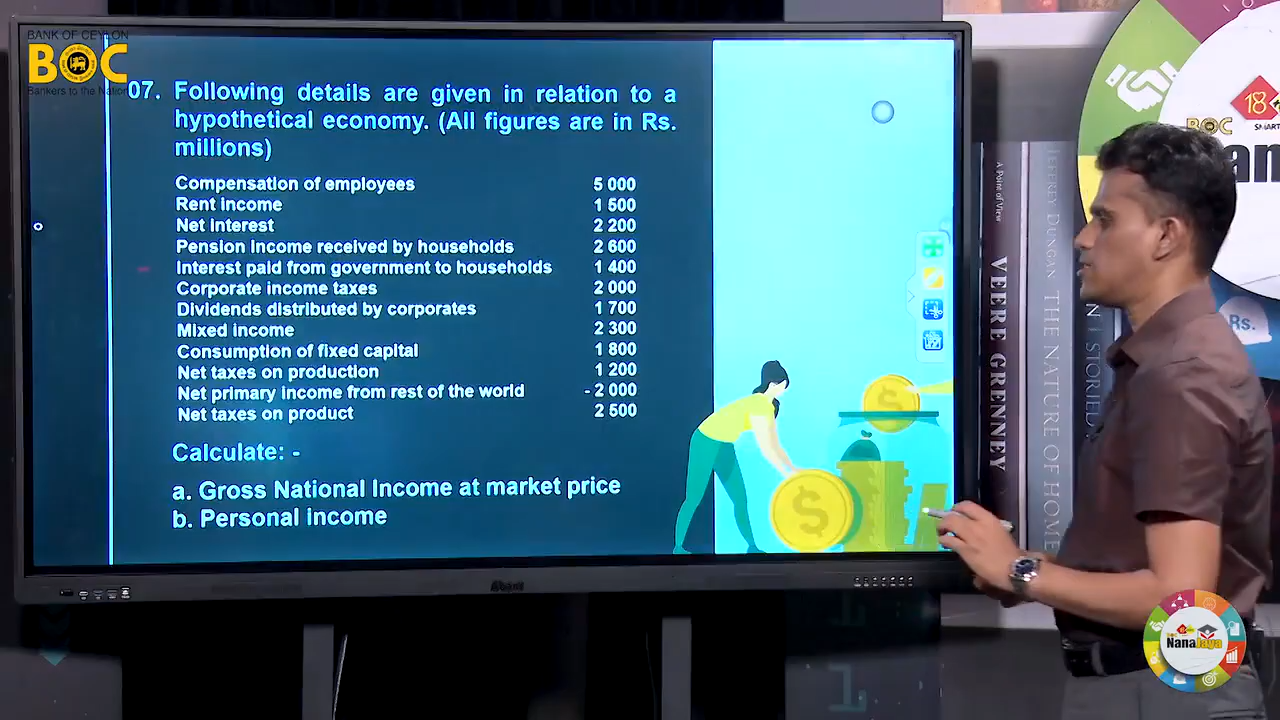 BANK OF CEYLON
BOC
Bankers to the Nation
07. Following details are given in relation to a
hypothetical economy. (All figures are in Rs.
millions)
Compensation of employees 5 000
Rent income 1 500
Net interest 2 200
Pension income received by households 2 600
Interest paid from government to households 1 400
Corporate income taxes 2 000
Dividends distributed by corporates 1 700
Mixed income 2 300
Consumption of fixed capital 1 800
Net taxes on production 1 200
Net primary income from rest of the world - 2 000
Net taxes on product 2 500
Calculate: -
a. Gross National Income at market price
b. Personal income
$
$
A Point of View
VEERE GRENNEY
JEFFREY DUNGAN THE NATURE OF HOME
STORIED
18
BOC
SMART
Rs.
NanaJaya